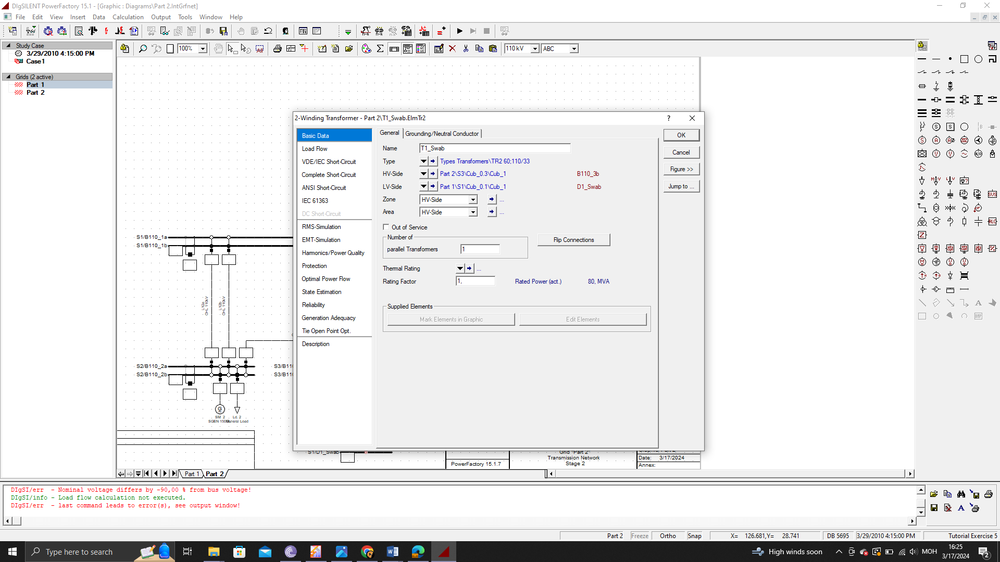 DIgSILENT PowerFactory 15.1 - [Graphic : Diagrams\Part 2.IntGrfnet]
File Edit View Insert Data Calculation Output Tools Window Help
100%
110 kV
ABC
Study Case
3/29/2010 4:15:00 PM
Case1
Grids (2 active)
Part 1
Part 2
2-Winding Transformer - Part 2\T1_Swab.ElmTr2
Basic Data
Load Flow
VDE/IEC Short-Circuit
Complete Short-Circuit
ANSI Short-Circuit
IEC 61363
DC Short-Circuit
RMS-Simulation
EMT-Simulation
Harmonics/Power Quality
Protection
Optimal Power Flow
State Estimation
Reliability
Generation Adequacy
Tie Open Point Opt.
Description
General Grounding/Neutral Conductor
Name T1_Swab
Type Types Transformers\TR2 60;110/33
HV-Side Part 2\S3\Cub_0.3\Cub_1 B110_3b
LV-Side Part 1\S1\Cub_0.1\Cub_1 D1_Swab
Zone HV-Side ...
Area HV-Side ...
Out of Service
Number of
parallel Transformers 1
Flip Connections
Thermal Rating ...
Rating Factor 1, Rated Power (act.) 80, MVA
Supplied Elements
Mark Elements in Graphic Edit Elements
OK
Cancel
Figure >>
Jump to ...
S1/B110_1a
S1/B110_1b
L12a
OHL 110kV
L12b
OHL 110kV
S2/B110_2a
S2/B110_2b
S3/B110
S3/B110
G
SM 2
Ld. 2
General Load
S1/D1_Swab
PowerFactory 15.1.7
Grid "Part 2"
Transmission Network
Stage 2
Date: 3/17/2024
Annex:
Part 1 Part 2
DIgSI/err - Nominal voltage differs by -90,00 % from bus voltage!
DIgSI/info - Load flow calculation not executed.
DIgSI/err - last command leads to error(s), see output window!
Part 2 Freeze Ortho Snap X= 126.681,Y= 28.741 DB 5695 3/29/2010 4:15:00 PM Tutorial Exercise 5
Type here to search
High winds soon
MOH
16:25
3/17/2024
2